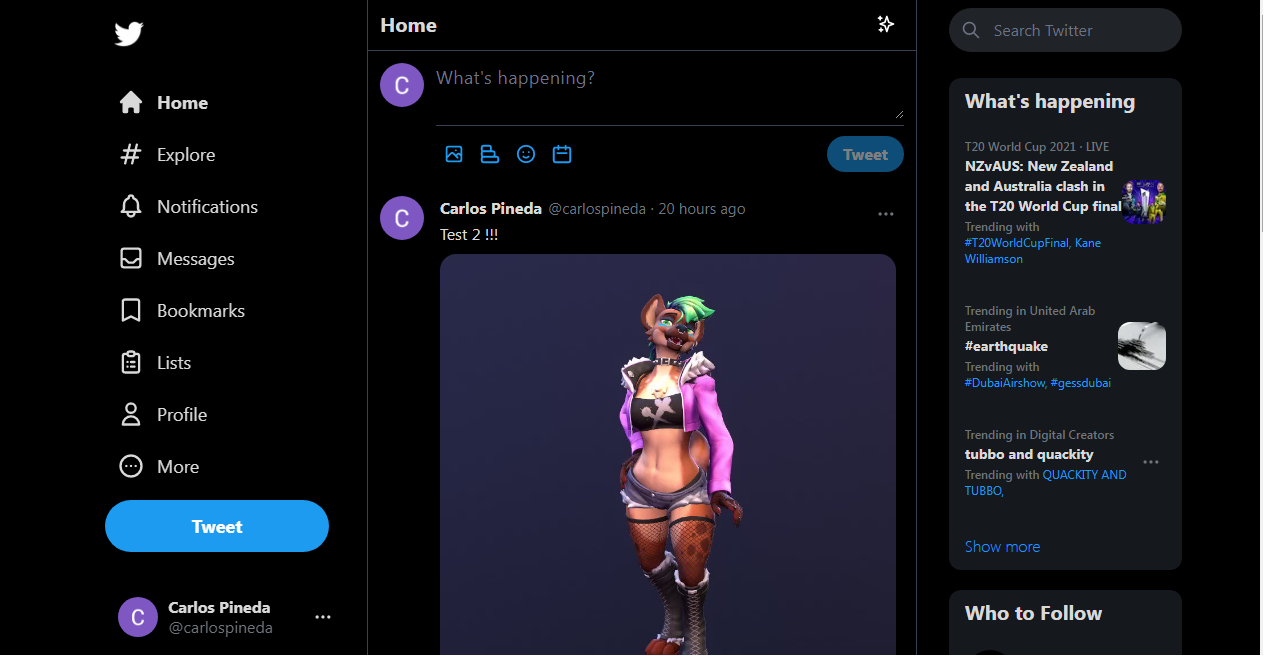 Home
Explore
Notifications
Messages
Bookmarks
Lists
Profile
More
Tweet
C
Carlos Pineda
@carlospineda
Home
C
What's happening?
Tweet
C
Carlos Pineda @carlospineda · 20 hours ago
Test 2 !!!
Search Twitter
What's happening
T20 World Cup 2021 · LIVE
NZvAUS: New Zealand
and Australia clash in
the T20 World Cup final
Trending with
#T20WorldCupFinal, Kane
Williamson
Trending in United Arab
Emirates
#earthquake
Trending with
#DubaiAirshow, #gessdubai
Trending in Digital Creators
tubbo and quackity
Trending with QUACKITY AND
TUBBO,
Show more
Who to Follow